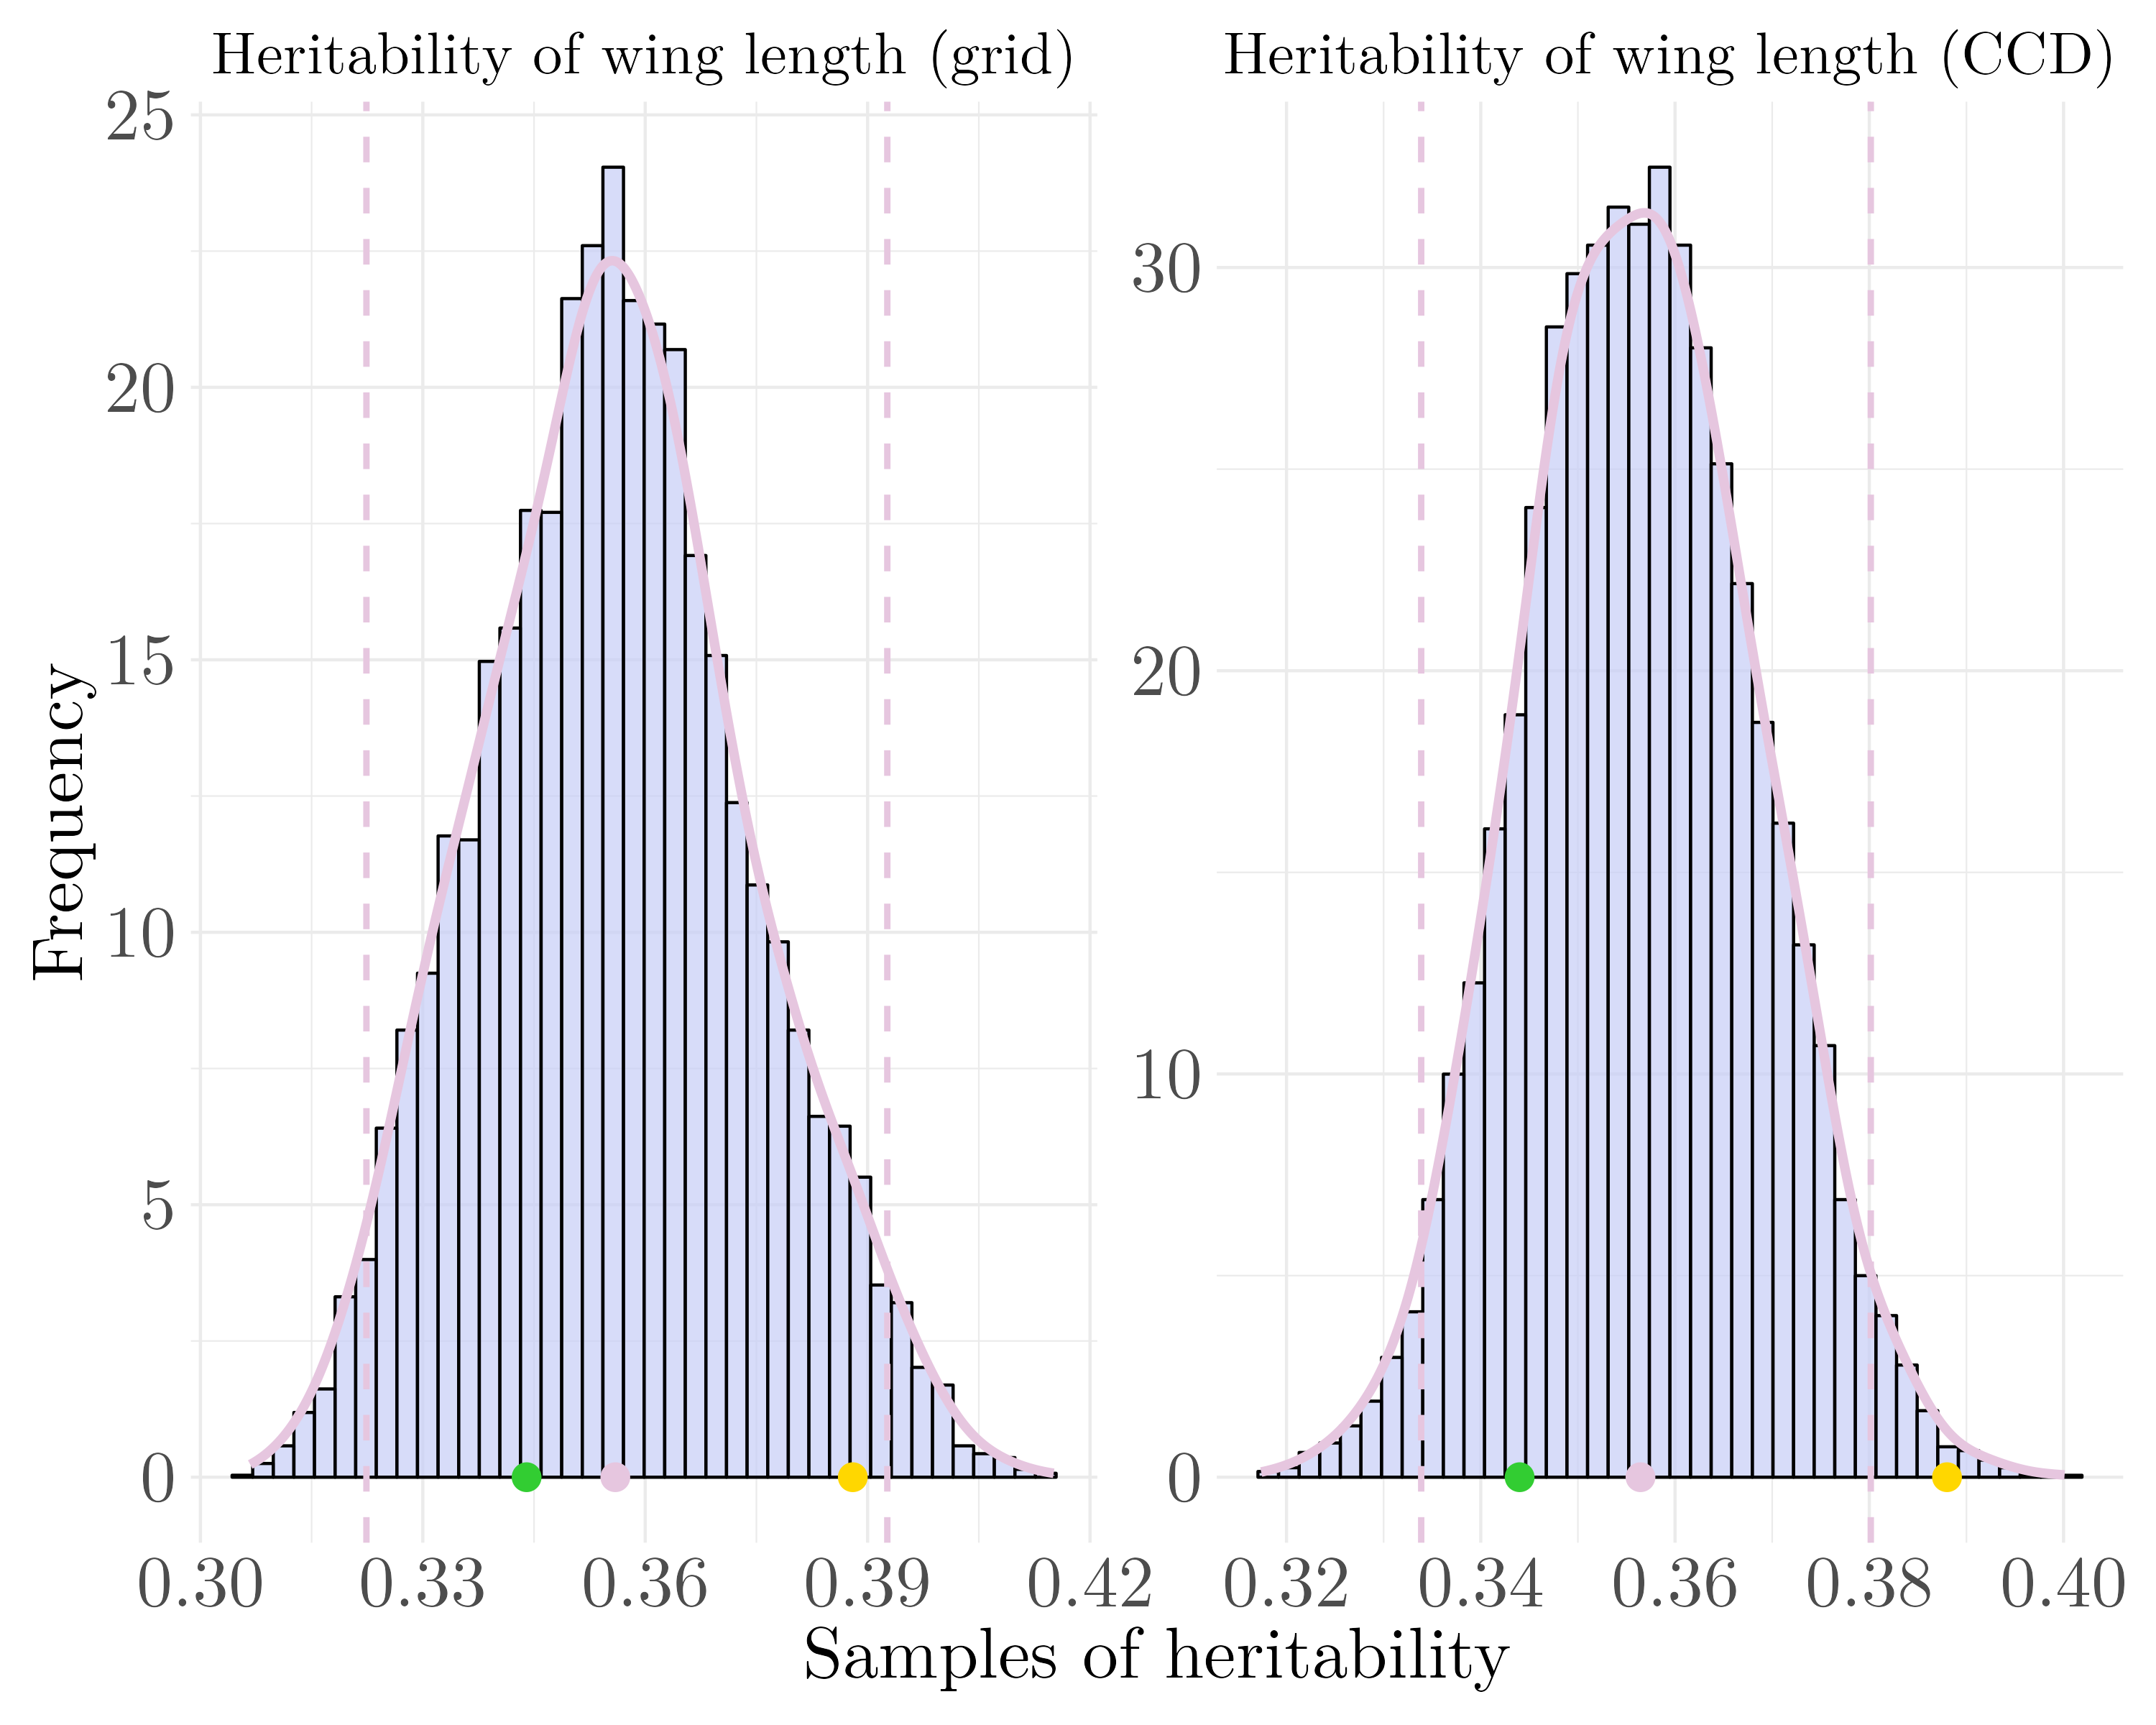 Heritability of wing length (grid)
Heritability of wing length (CCD)
Frequency
25
20
15
10
5
0
30
20
10
0
0.30 0.33 0.36 0.39 0.42
0.32 0.34 0.36 0.38 0.40
Samples of heritability